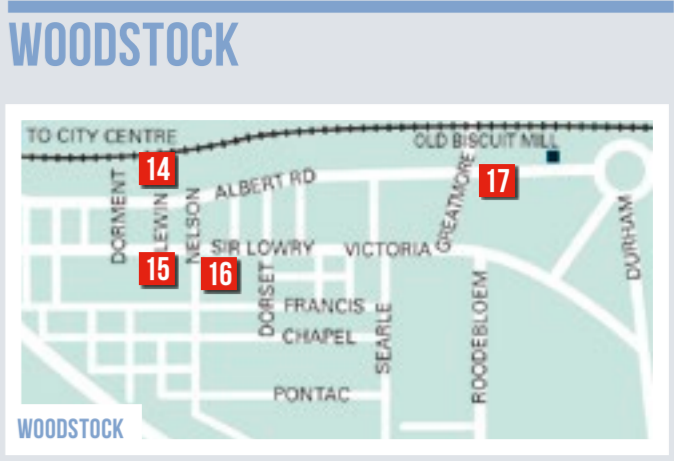 WOODSTOCK
TO CITY CENTRE
OLD BISCUIT MILL
14
17
ALBERT RD
DORMENT
LEWIN
NELSON
GREATMORE
DURHAM
SIR LOWRY
VICTORIA
15
16
DORSET
FRANCIS
CHAPEL
SEARLE
ROODEBLOEM
PONTAC
WOODSTOCK